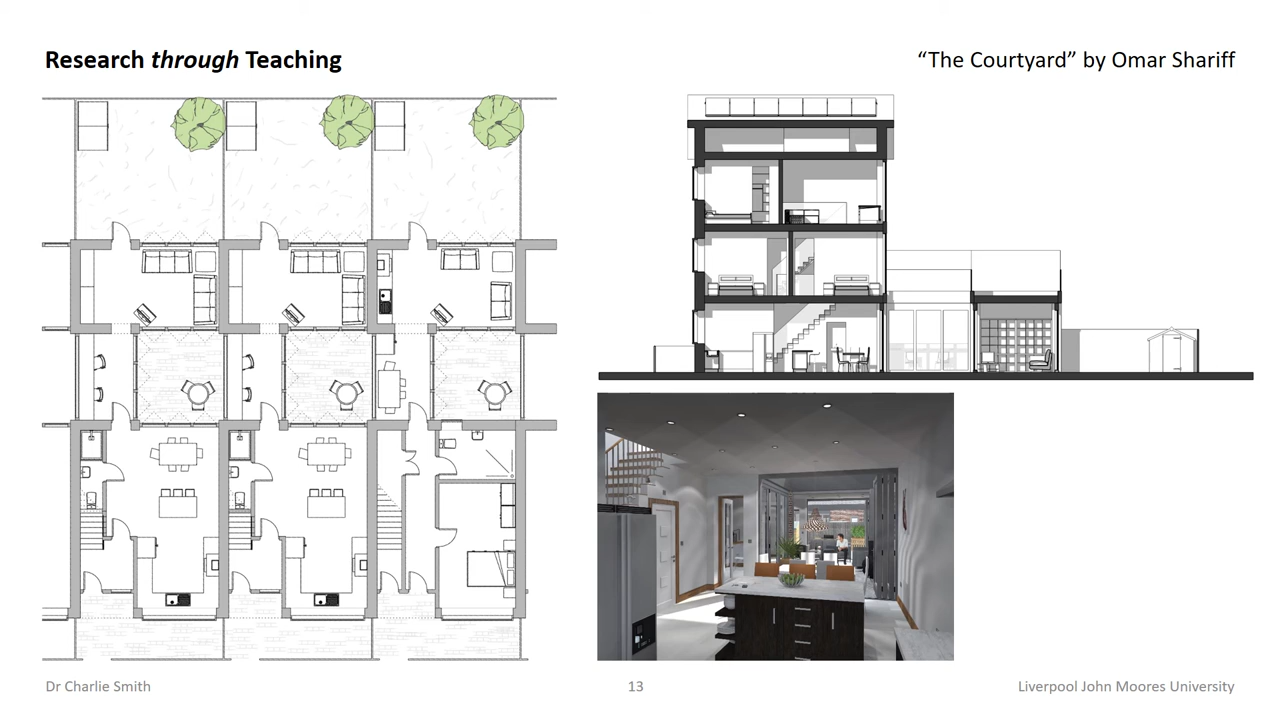 Research through Teaching
“The Courtyard” by Omar Shariff
Dr Charlie Smith
13
Liverpool John Moores University